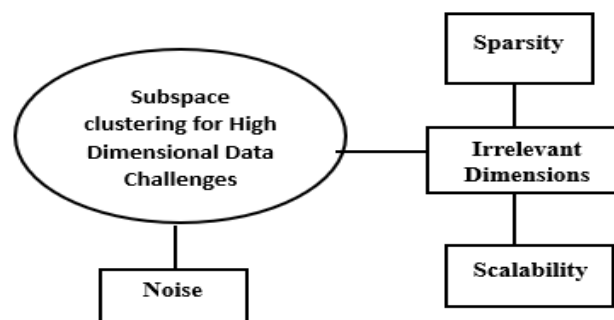 Subspace
clustering for High
Dimensional Data
Challenges
Sparsity
Irrelevant
Dimensions
Scalability
Noise